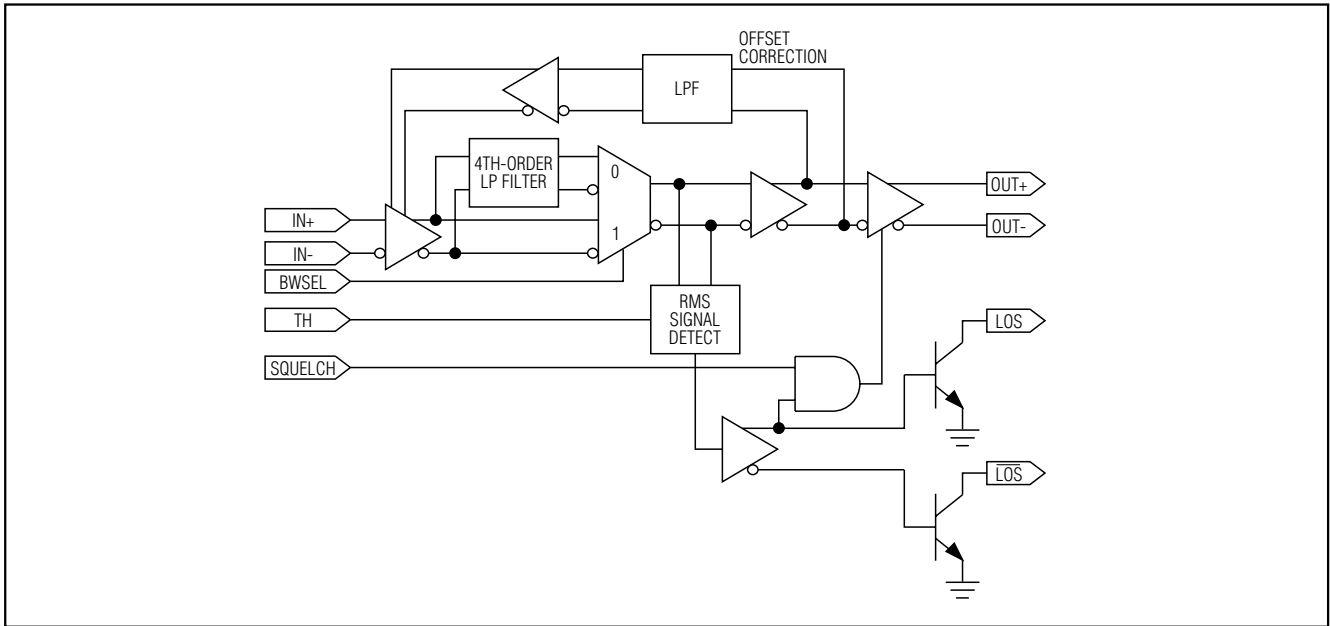 OFFSET
CORRECTION
LPF
4TH-ORDER
LP FILTER
0
1
IN+
IN-
BWSEL
TH
SQUELCH
RMS
SIGNAL
DETECT
OUT+
OUT-
LOS
L̅O̅S̅